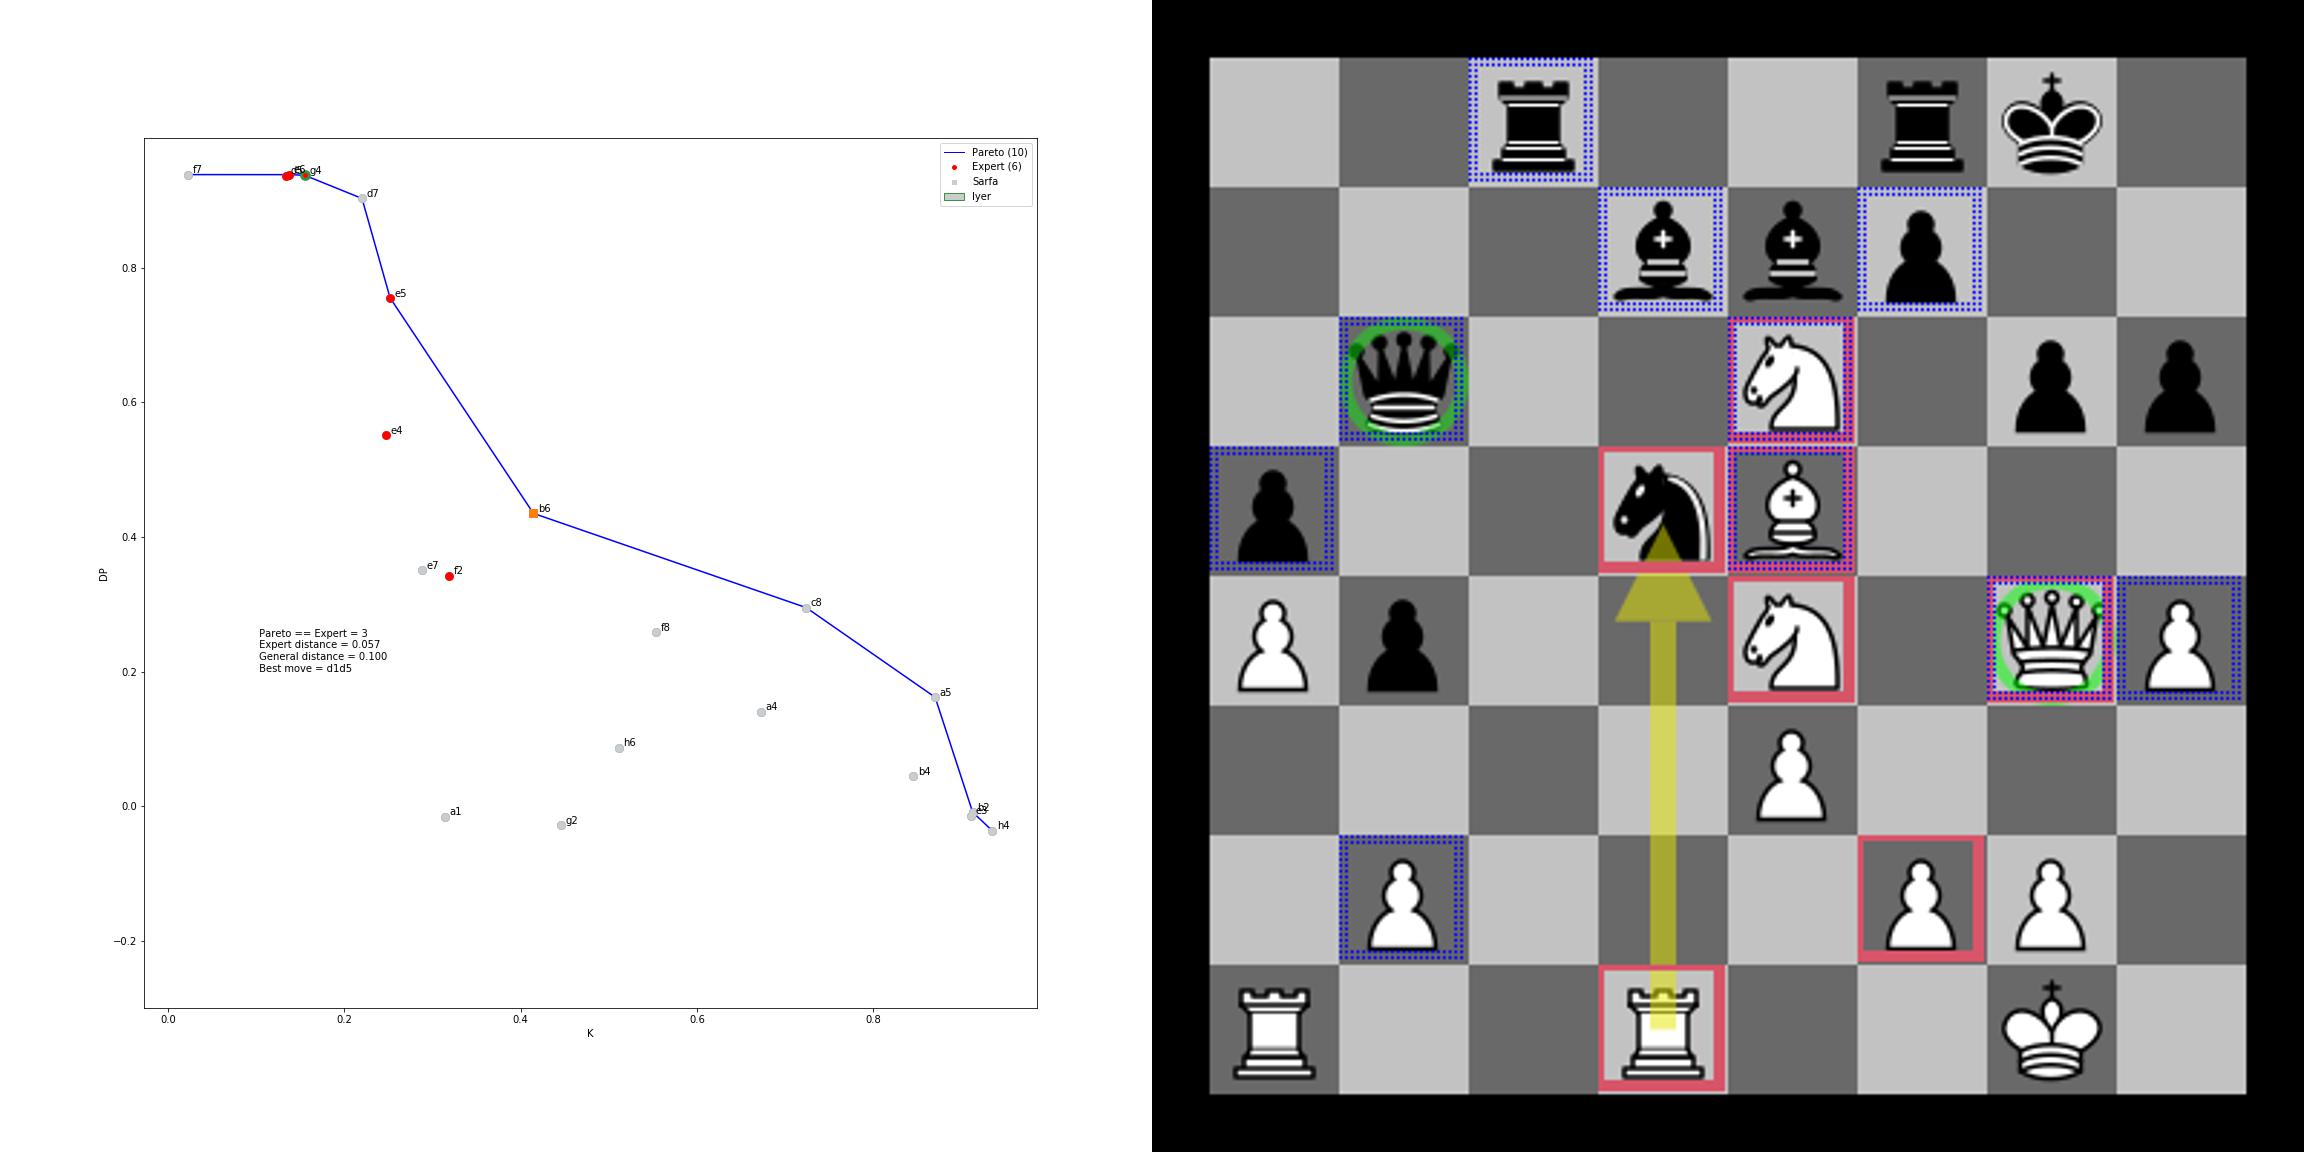 f7
g4
d7
Pareto (10)
Expert (6)
Sarfa
Iyer
0.8
e5
0.6
e4
b6
0.4
DP
e7
f2
c8
f8
Pareto == Expert = 3
Expert distance = 0.057
General distance = 0.100
Best move = d1d5
0.2
a5
a4
h6
b4
0.0
a1
g2
b2
e3
h4
−0.2
0.0 0.2 0.4 0.6 0.8
K